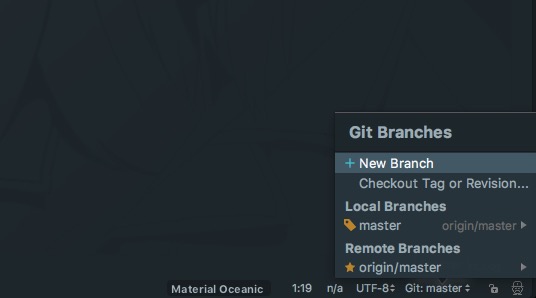 Git Branches
+ New Branch
Checkout Tag or Revision...
Local Branches
master origin/master
Remote Branches
origin/master
Material Oceanic 1:19 n/a UTF-8 Git: master